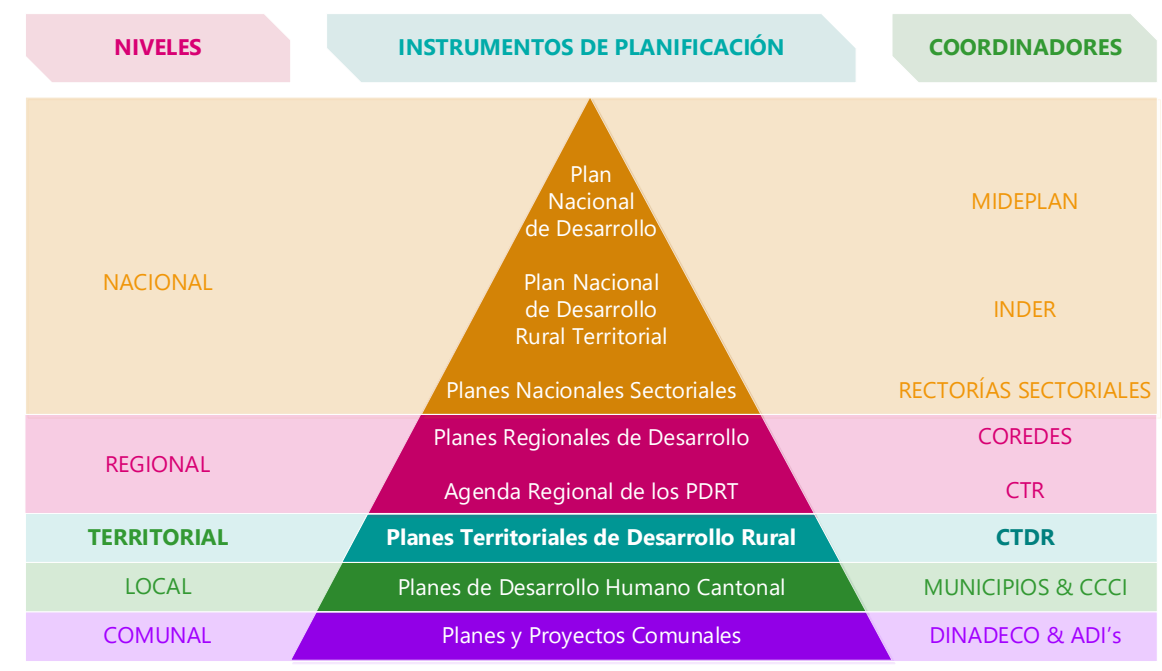 NIVELES
INSTRUMENTOS DE PLANIFICACIÓN
COORDINADORES
NACIONAL
Plan
Nacional
de Desarrollo
MIDEPLAN
Plan Nacional
de Desarrollo
Rural Territorial
INDER
Planes Nacionales Sectoriales
RECTORÍAS SECTORIALES
REGIONAL
Planes Regionales de Desarrollo
COREDES
Agenda Regional de los PDRT
CTR
TERRITORIAL
Planes Territoriales de Desarrollo Rural
CTDR
LOCAL
Planes de Desarrollo Humano Cantonal
MUNICIPIOS & CCCI
COMUNAL
Planes y Proyectos Comunales
DINADECO & ADI's